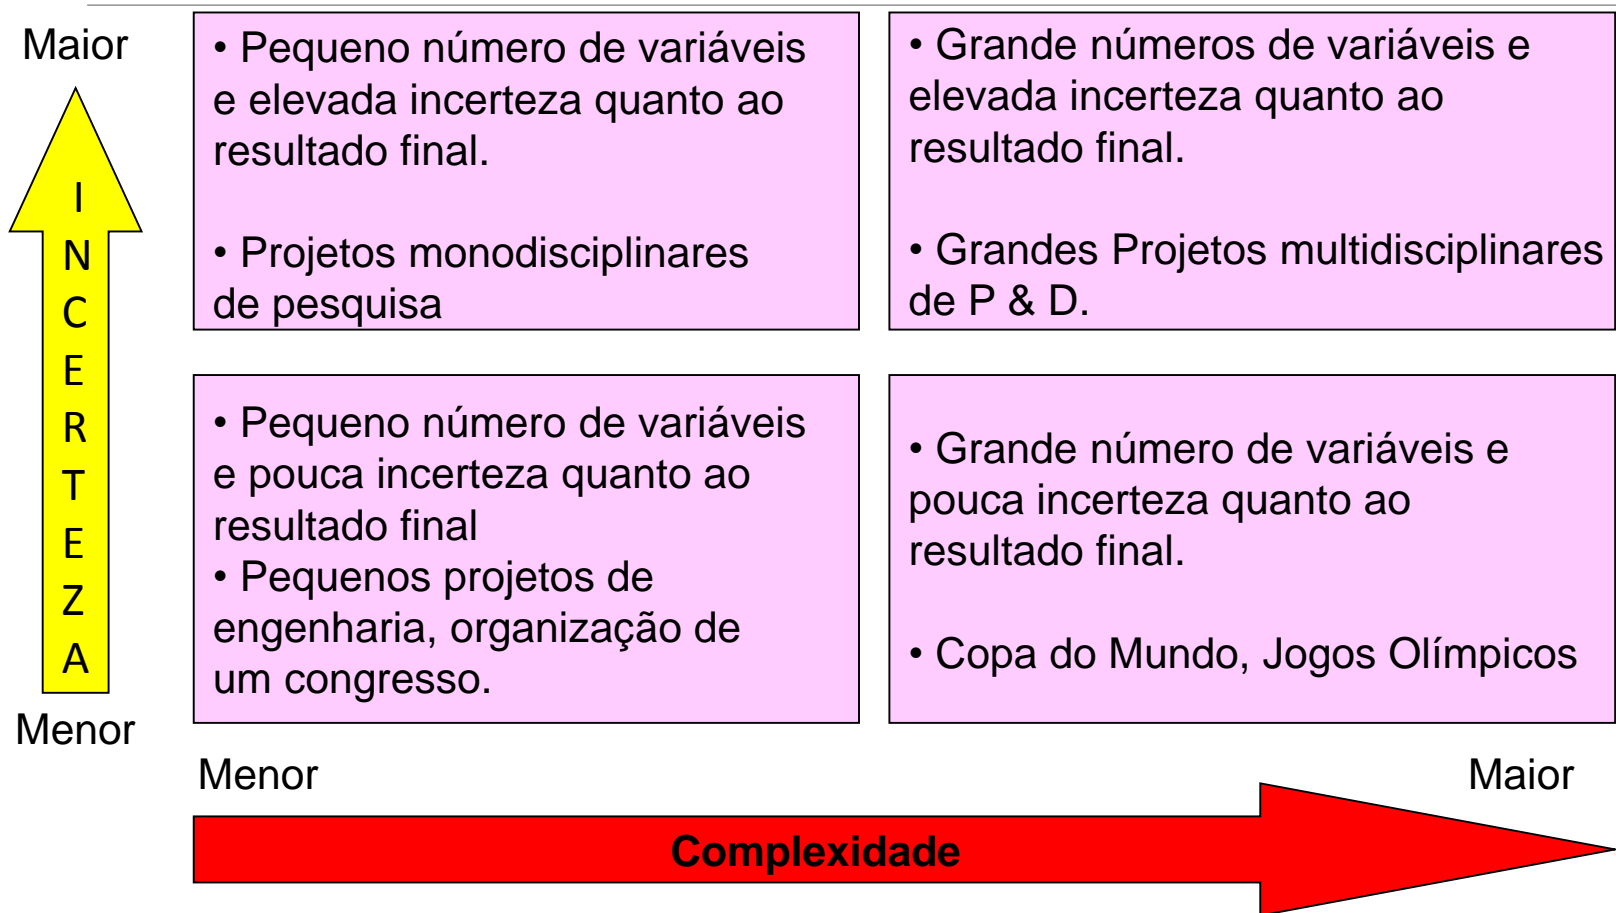 Maior
I
N
C
E
R
T
E
Z
A
Menor
• Pequeno número de variáveis
e elevada incerteza quanto ao
resultado final.
• Projetos monodisciplinares
de pesquisa
• Grande números de variáveis e
elevada incerteza quanto ao
resultado final.
• Grandes Projetos multidisciplinares
de P & D.
• Pequeno número de variáveis
e pouca incerteza quanto ao
resultado final
• Pequenos projetos de
engenharia, organização de
um congresso.
• Grande número de variáveis e
pouca incerteza quanto ao
resultado final.
• Copa do Mundo, Jogos Olímpicos
Menor
Maior
Complexidade